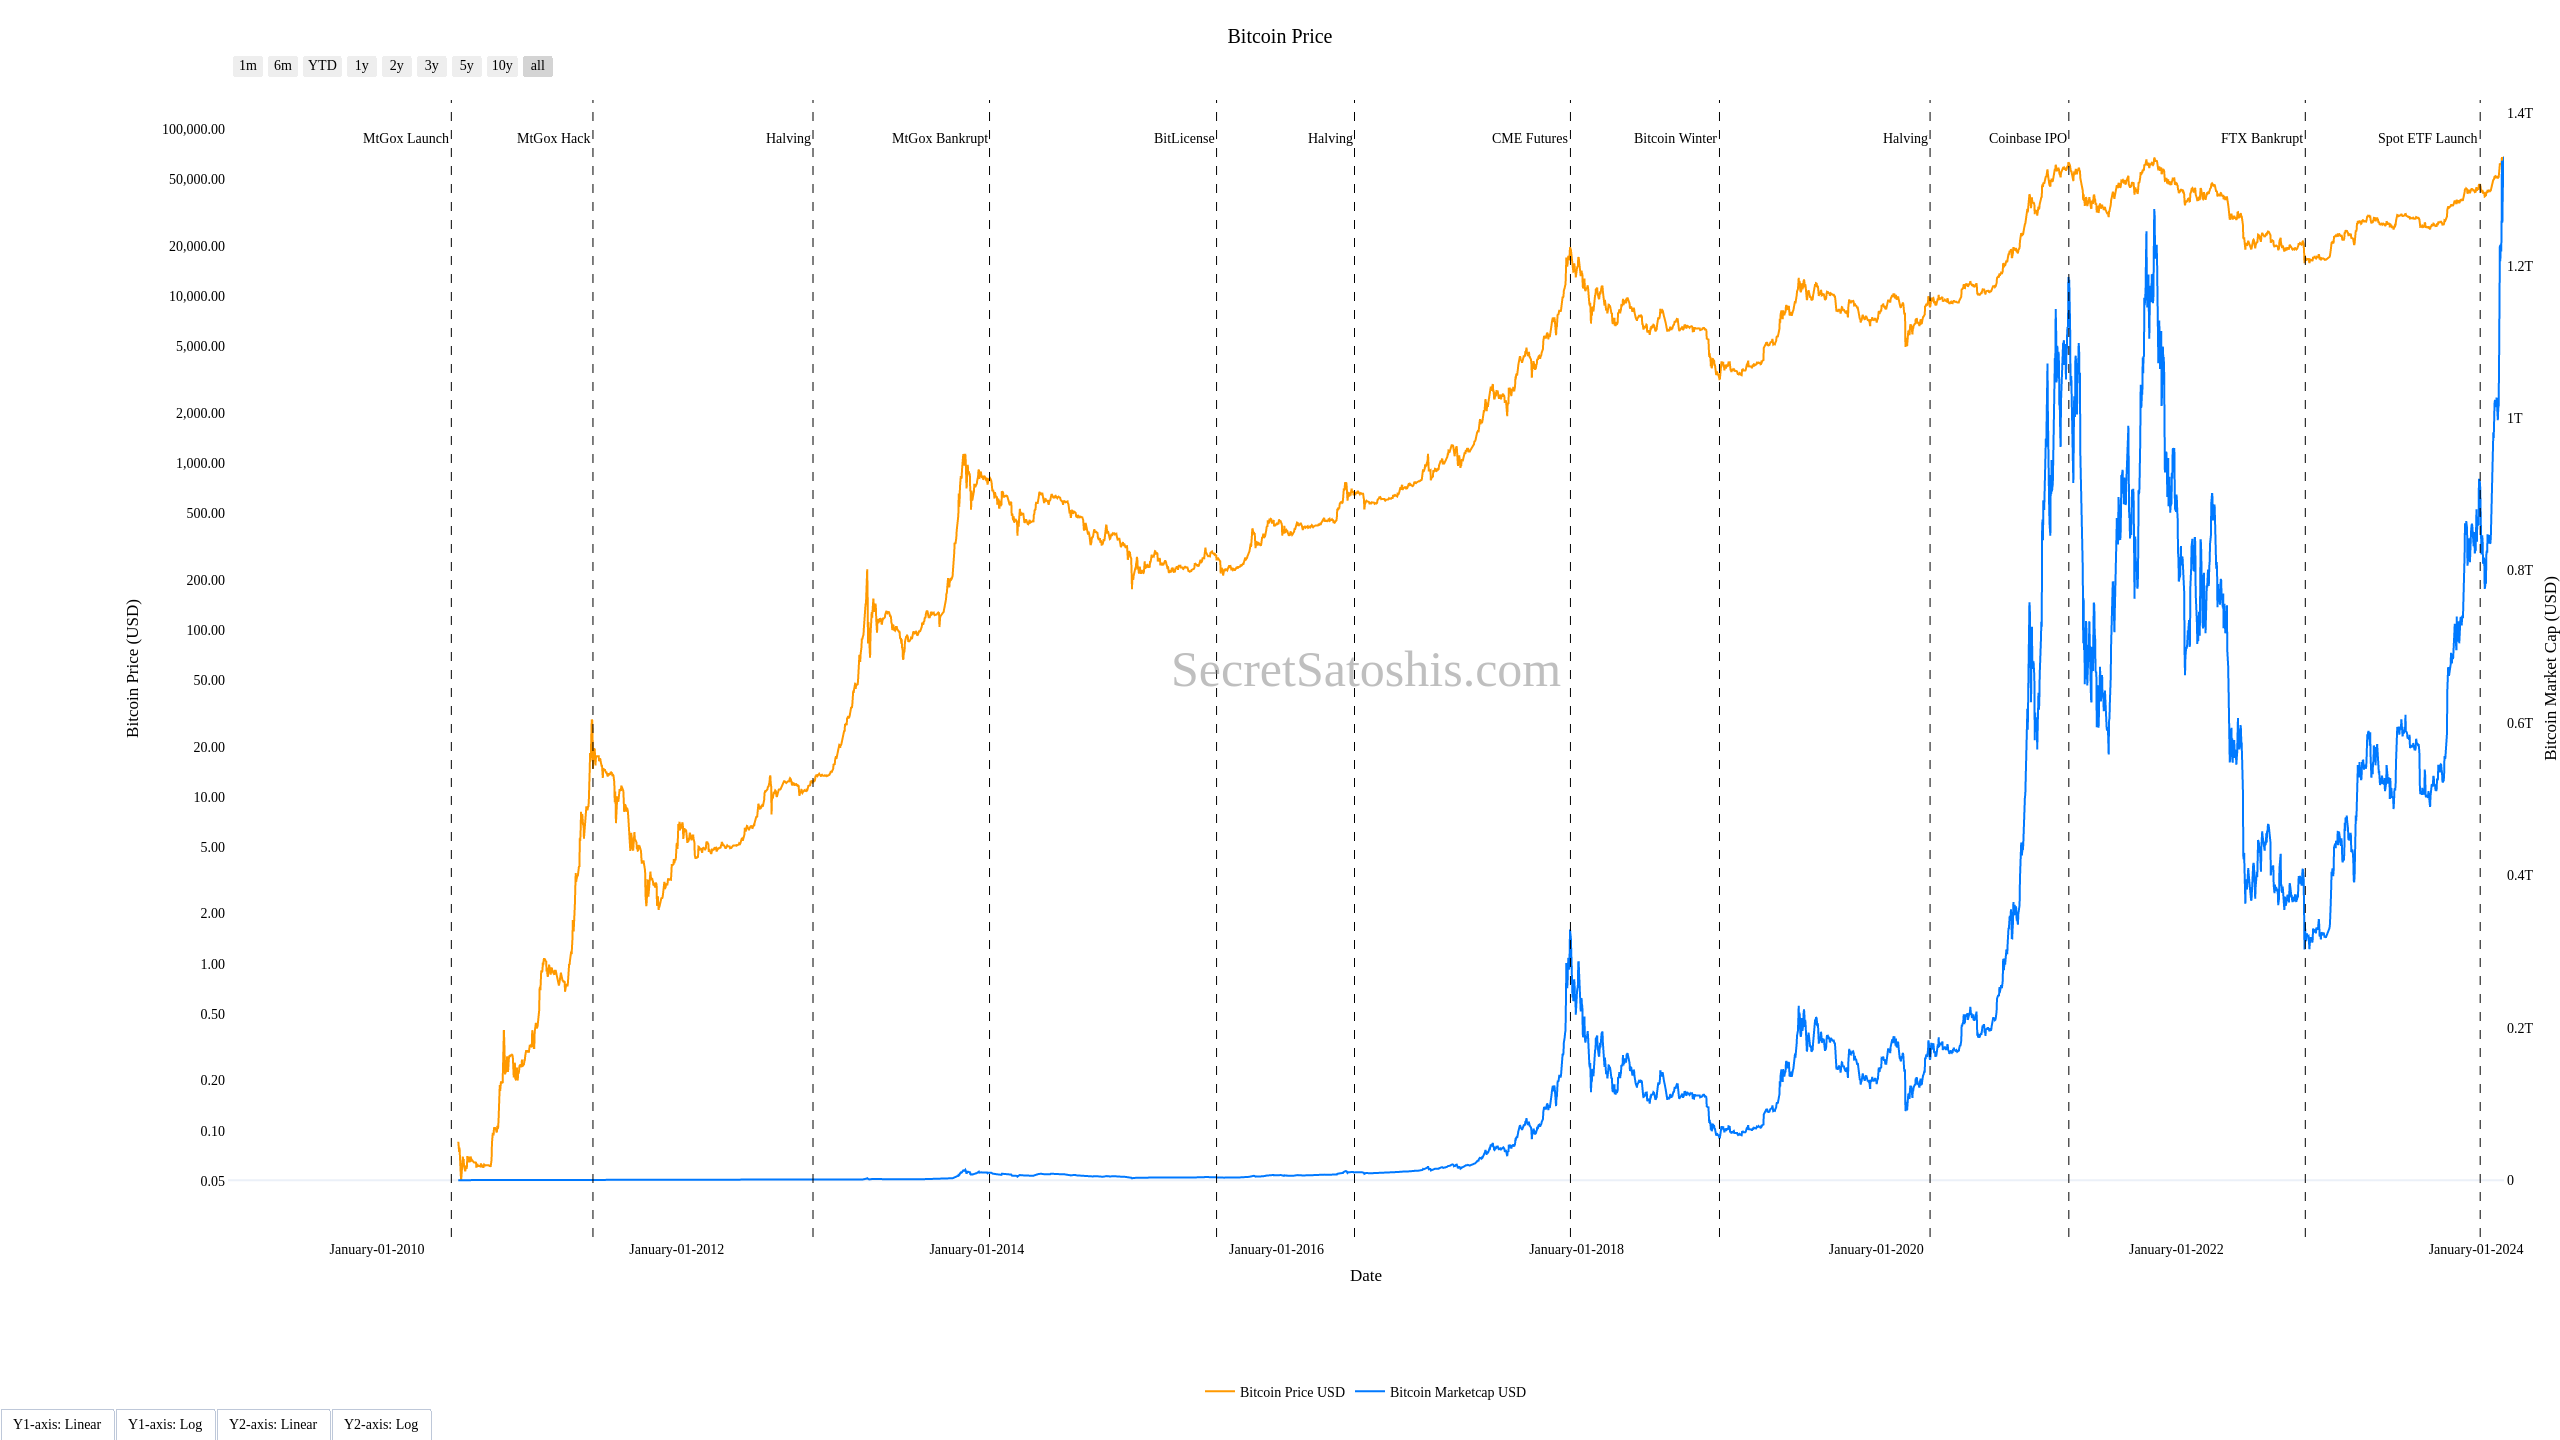 Bitcoin Price
1m 6m YTD 1y 2y 3y 5y 10y all
MtGox Launch MtGox Hack Halving MtGox Bankrupt BitLicense Halving CME Futures Bitcoin Winter Halving Coinbase IPO FTX Bankrupt Spot ETF Launch
100,000.00
50,000.00
20,000.00
10,000.00
5,000.00
2,000.00
1,000.00
500.00
200.00
100.00
50.00
20.00
10.00
5.00
2.00
1.00
0.50
0.20
0.10
0.05
Bitcoin Price (USD)
SecretSatoshis.com
1.4T
1.2T
1T
0.8T
0.6T
0.4T
0.2T
0
Bitcoin Market Cap (USD)
January-01-2010 January-01-2012 January-01-2014 January-01-2016 January-01-2018 January-01-2020 January-01-2022 January-01-2024
Date
Bitcoin Price USD Bitcoin Marketcap USD
Y1-axis: Linear Y1-axis: Log Y2-axis: Linear Y2-axis: Log